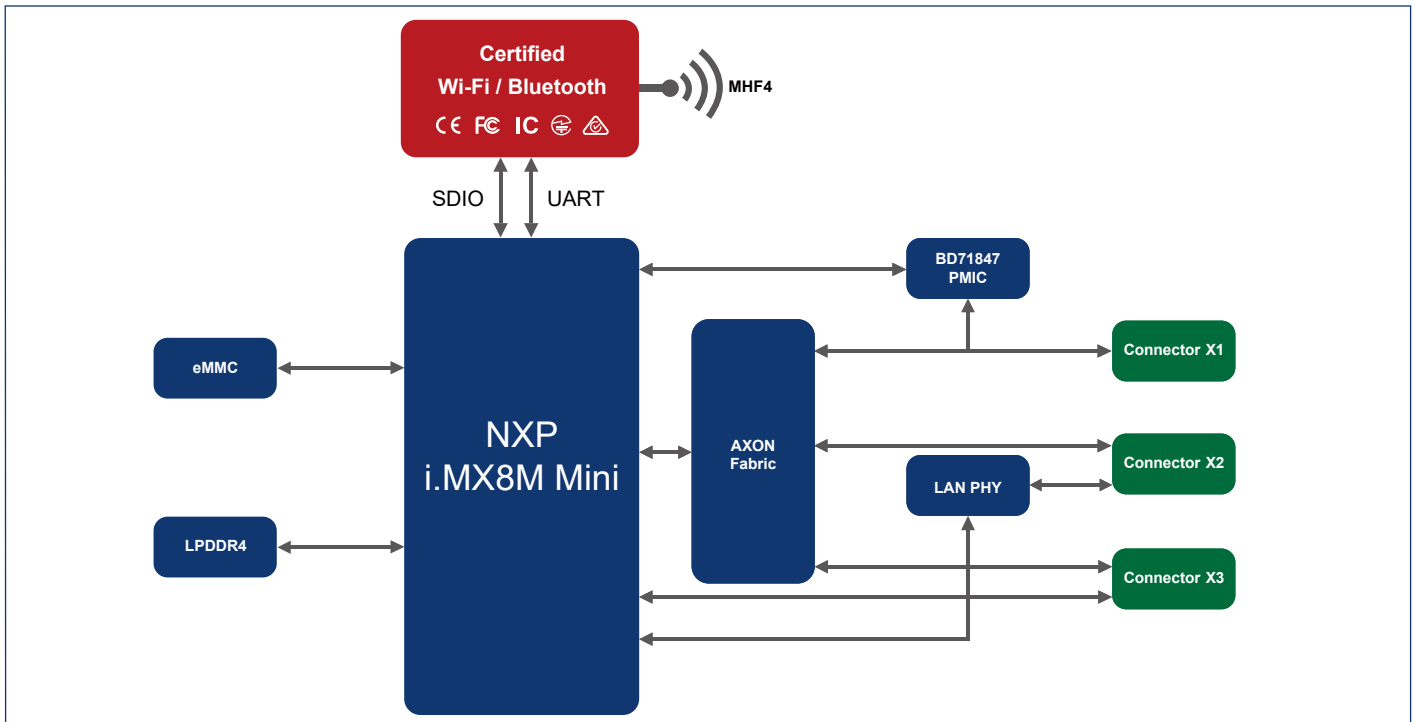 Certified
Wi-Fi / Bluetooth
CE FC IC
MHF4
SDIO
UART
BD71847
PMIC
Connector X1
eMMC
NXP
i.MX8M Mini
AXON
Fabric
Connector X2
LAN PHY
LPDDR4
Connector X3